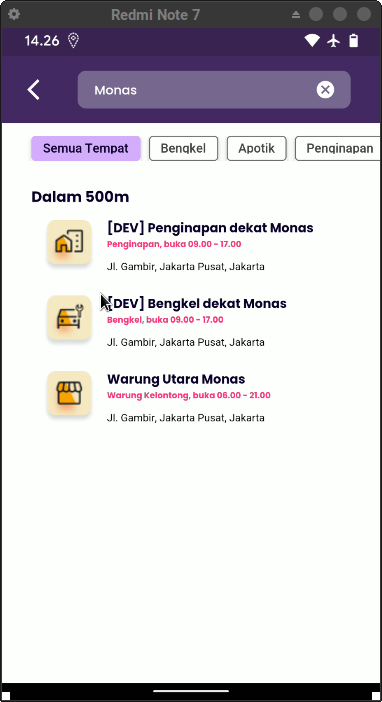 Redmi Note 7
14.26
Monas
Semua Tempat
Bengkel
Apotik
Penginapan
Dalam 500m
[DEV] Penginapan dekat Monas
Penginapan, buka 09.00 - 17.00
Jl. Gambir, Jakarta Pusat, Jakarta
[DEV] Bengkel dekat Monas
Bengkel, buka 09.00 - 17.00
Jl. Gambir, Jakarta Pusat, Jakarta
Warung Utara Monas
Warung Kelontong, buka 06.00 - 21.00
Jl. Gambir, Jakarta Pusat, Jakarta